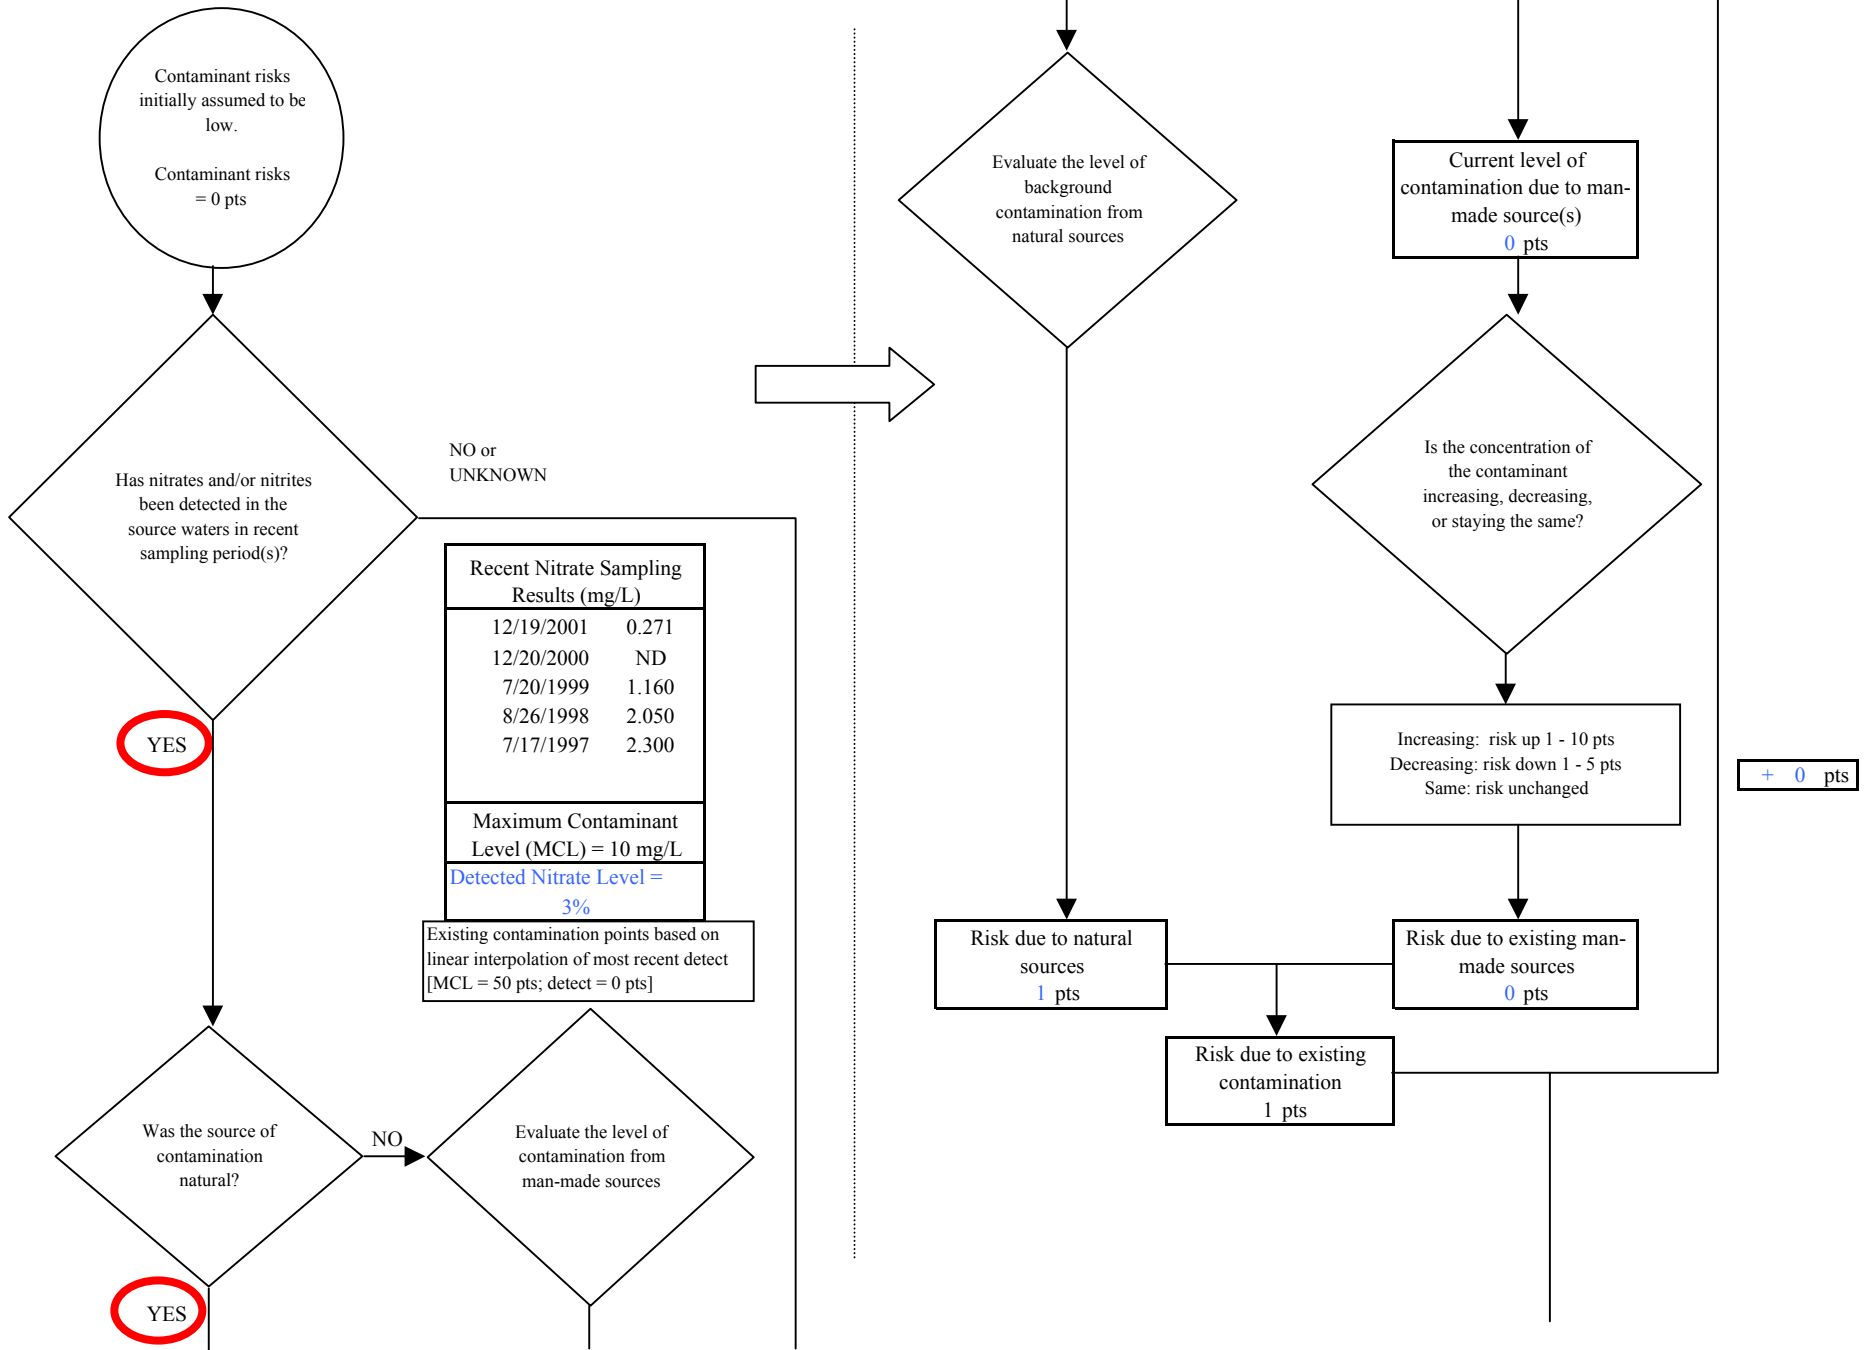 Contaminant risks
initially assumed to be
low.
Contaminant risks
= 0 pts
Has nitrates and/or nitrites
been detected in the
source waters in recent
sampling period(s)?
NO or
UNKNOWN
YES
Recent Nitrate Sampling
Results (mg/L)
12/19/2001 0.271
12/20/2000 ND
7/20/1999 1.160
8/26/1998 2.050
7/17/1997 2.300
Maximum Contaminant
Level (MCL) = 10 mg/L
Detected Nitrate Level =
3%
Existing contamination points based on
linear interpolation of most recent detect
[MCL = 50 pts; detect = 0 pts]
Was the source of
contamination
natural?
NO
Evaluate the level of
contamination from
man-made sources
YES
Evaluate the level of
background
contamination from
natural sources
Current level of
contamination due to man-
made source(s)
0 pts
Is the concentration of
the contaminant
increasing, decreasing,
or staying the same?
Increasing: risk up 1 - 10 pts
Decreasing: risk down 1 - 5 pts
Same: risk unchanged
+ 0 pts
Risk due to natural
sources
1 pts
Risk due to existing man-
made sources
0 pts
Risk due to existing
contamination
1 pts